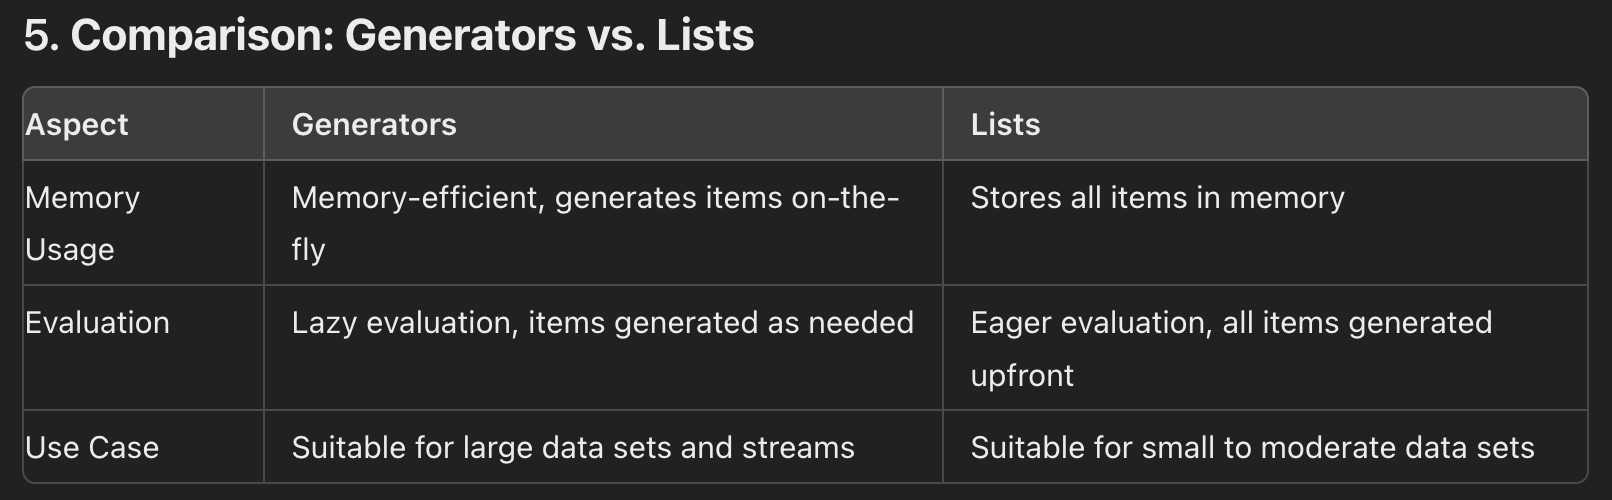 5. Comparison: Generators vs. Lists
Aspect Generators Lists
Memory Usage Memory-efficient, generates items on-the-fly Stores all items in memory
Evaluation Lazy evaluation, items generated as needed Eager evaluation, all items generated upfront
Use Case Suitable for large data sets and streams Suitable for small to moderate data sets